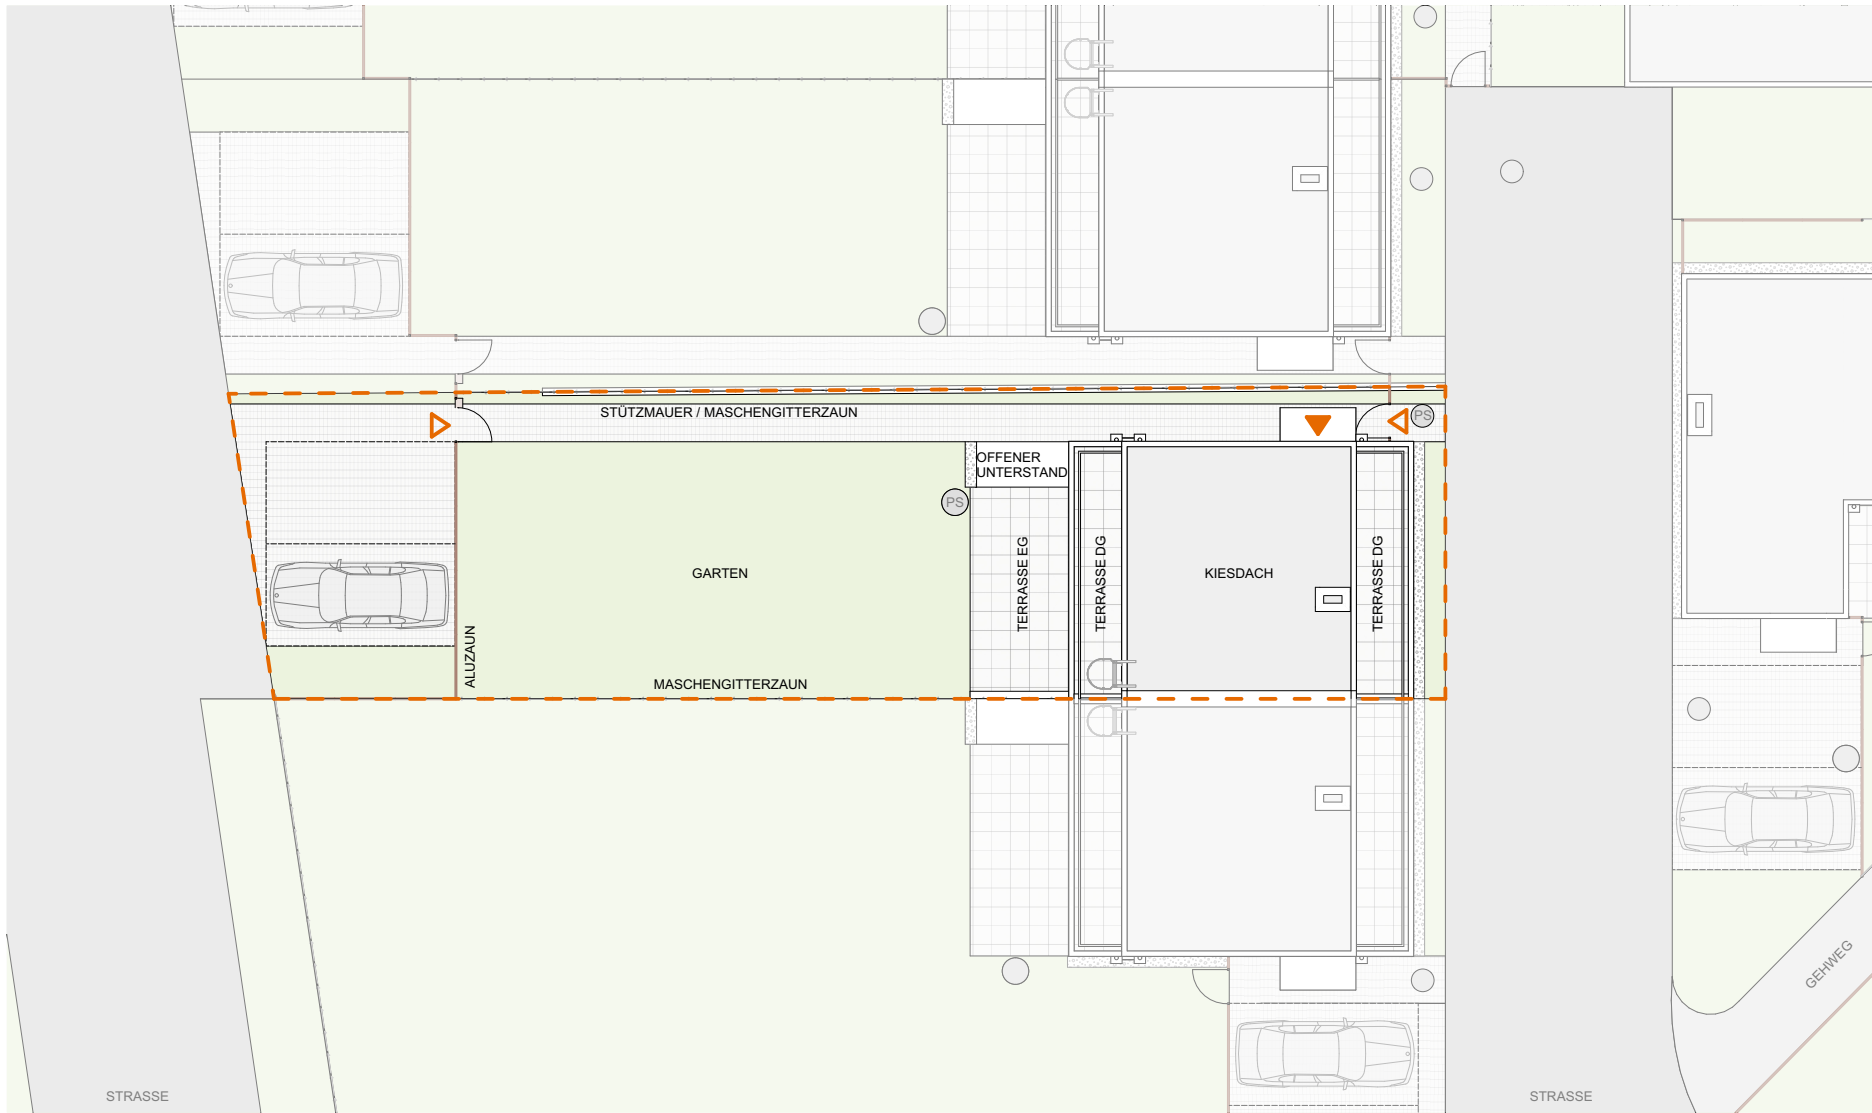 STÜTZMAUER / MASCHENGITTERZAUN
PS
OFFENER
UNTERSTAND
PS
GARTEN
TERRASSE EG
TERRASSE DG
KIESDACH
TERRASSE DG
ALUZAUN
MASCHENGITTERZAUN
GEHWEG
STRASSE
STRASSE